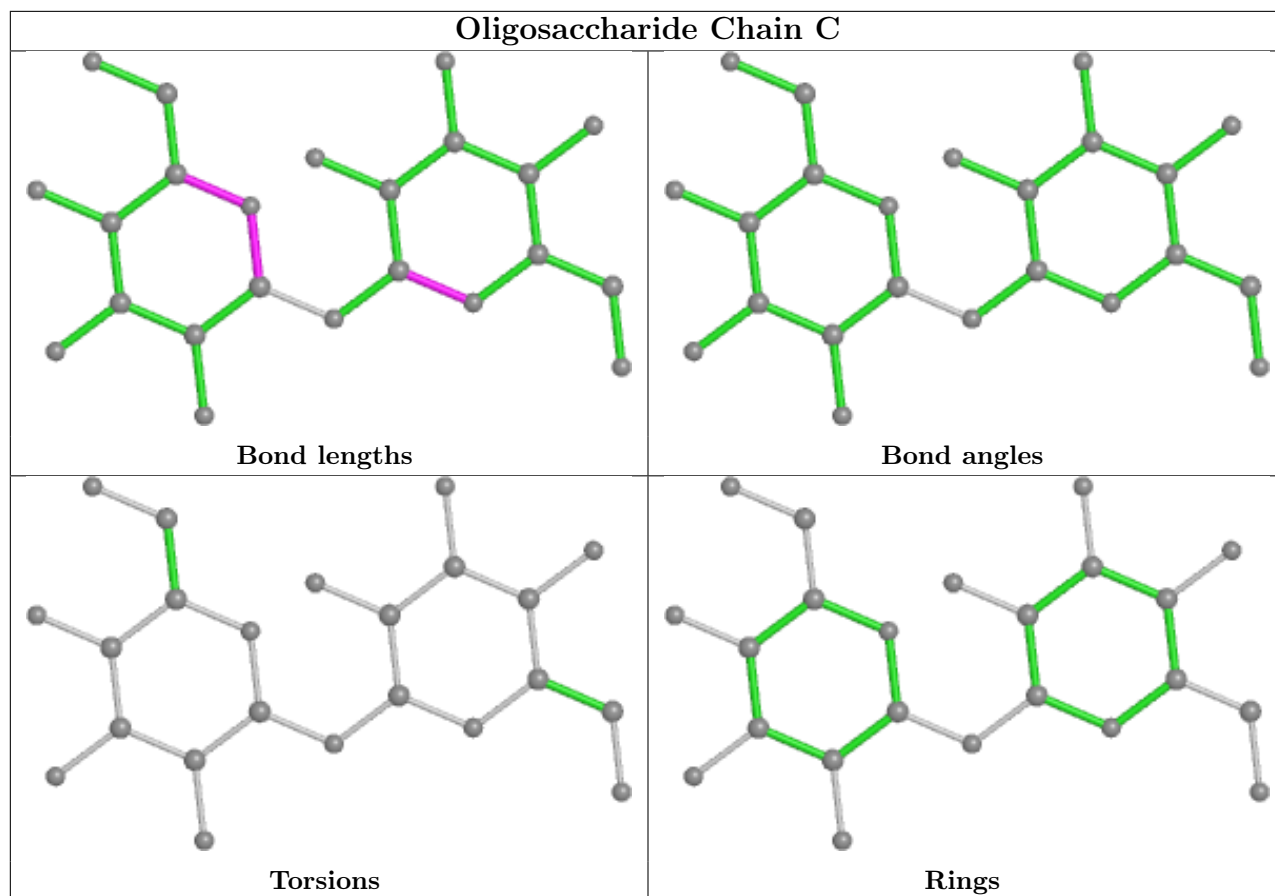 Oligosaccharide Chain C
Bond lengths
Bond angles
Torsions
Rings